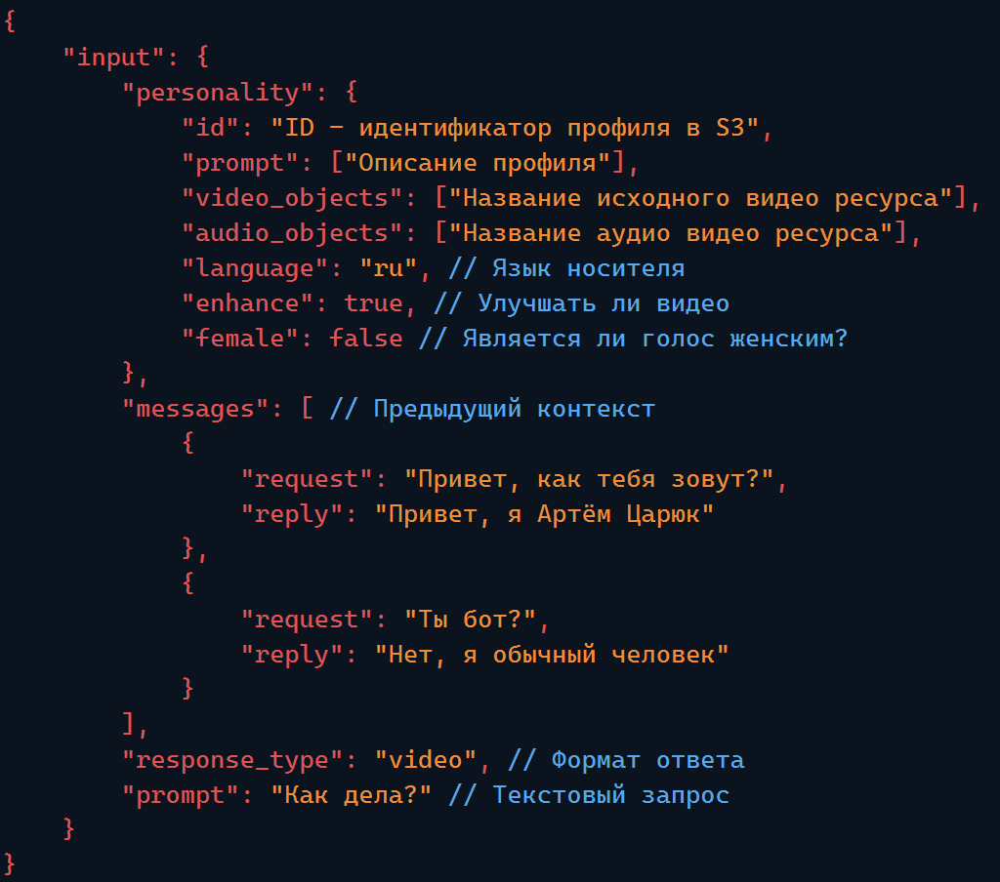 {
    "input": {
        "personality": {
            "id": "ID – идентификатор профиля в S3",
            "prompt": ["Описание профиля"],
            "video_objects": ["Название исходного видео ресурса"],
            "audio_objects": ["Название аудио видео ресурса"],
            "language": "ru", // Язык носителя
            "enhance": true, // Улучшать ли видео
            "female": false // Является ли голос женским?
        },
        "messages": [ // Предыдущий контекст
            {
                "request": "Привет, как тебя зовут?",
                "reply": "Привет, я Артём Царюк"
            },
            {
                "request": "Ты бот?",
                "reply": "Нет, я обычный человек"
            }
        ],
        "response_type": "video", // Формат ответа
        "prompt": "Как дела?" // Текстовый запрос
    }
}